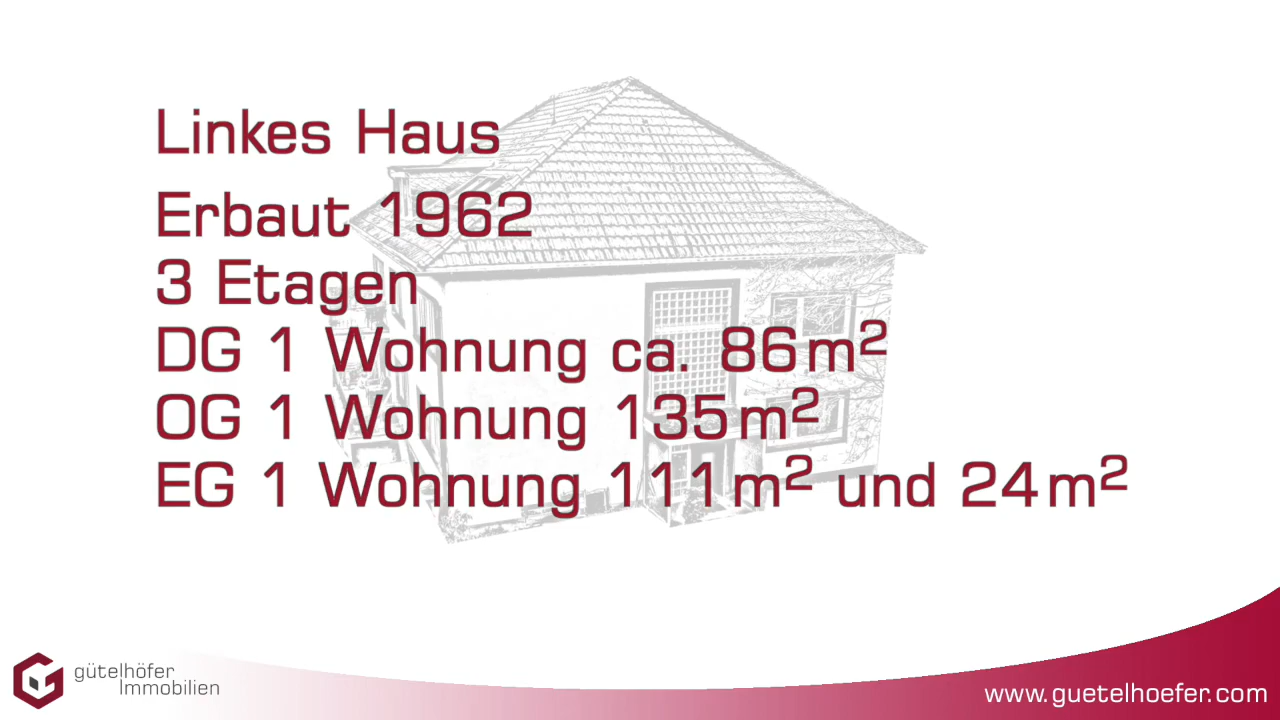 Linkes Haus
Erbaut 1962
3 Etagen
DG 1 Wohnung ca. 86m²
OG 1 Wohnung 135m²
EG 1 Wohnung 111m² und 24m²
gütelhöfer
Immobilien
www.guetelhoefer.com